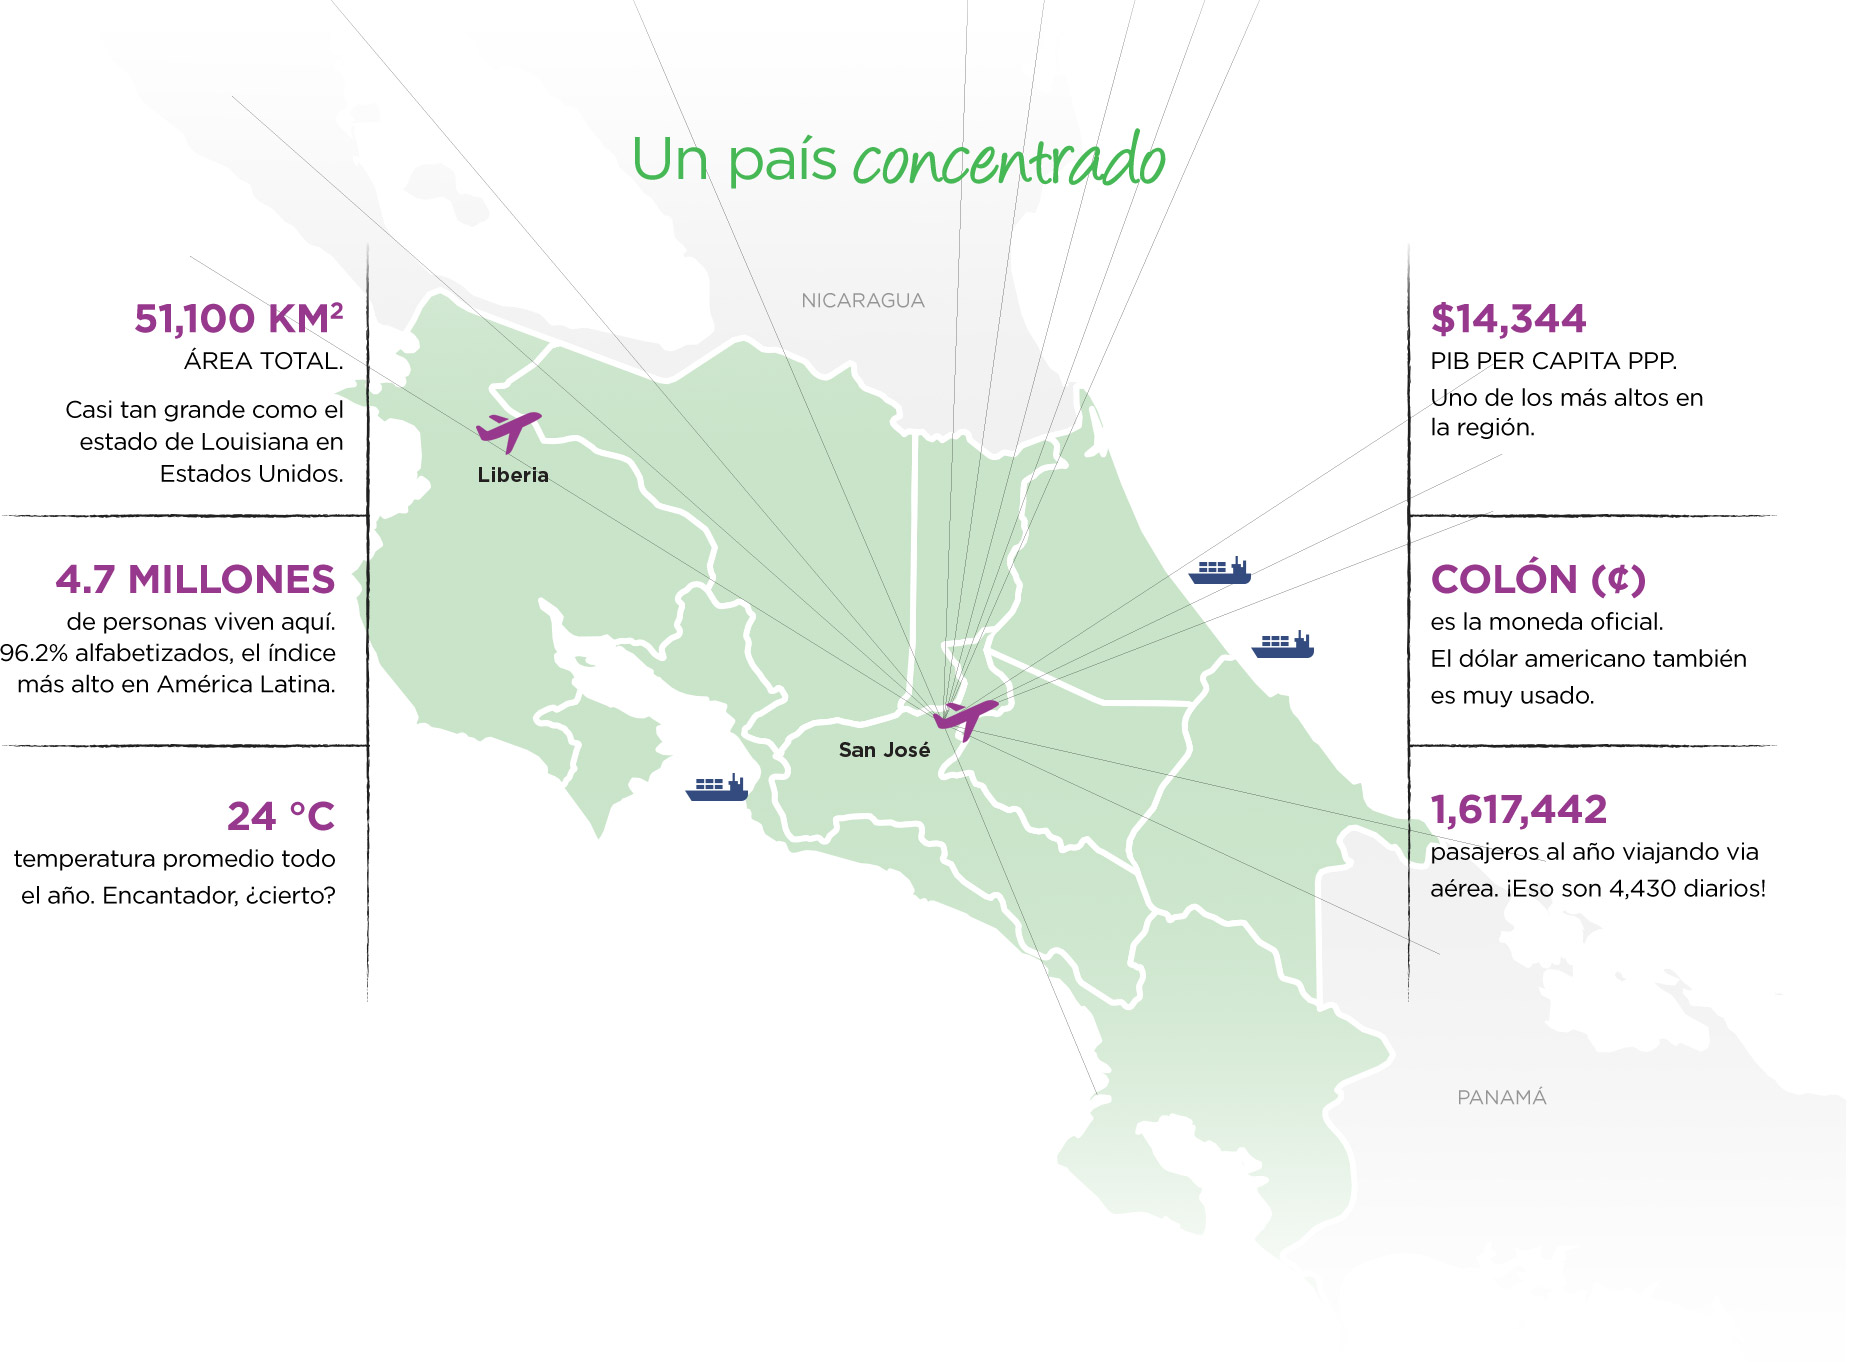 Un país concentrado
NICARAGUA
51,100 KM²
ÁREA TOTAL.
Casi tan grande como el
estado de Louisiana en
Estados Unidos.
4.7 MILLONES
de personas viven aquí.
96.2% alfabetizados, el índice
más alto en América Latina.
24 °C
temperatura promedio todo
el año. Encantador, ¿cierto?
Liberia
San José
$14,344
PIB PER CAPITA PPP.
Uno de los más altos en
la región.
COLÓN (₡)
es la moneda oficial.
El dólar americano también
es muy usado.
1,617,442
pasajeros al año viajando via
aérea. ¡Eso son 4,430 diarios!
PANAMÁ